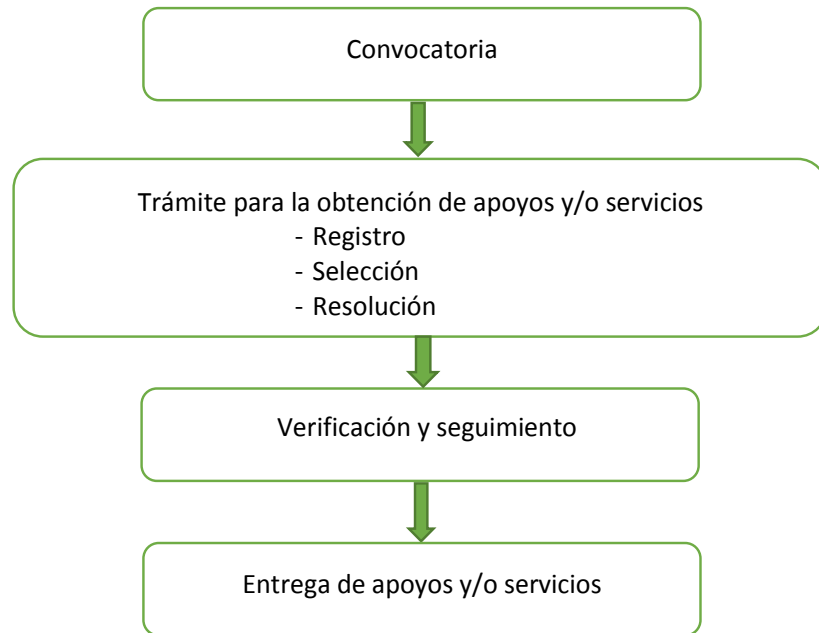 Convocatoria
Trámite para la obtención de apoyos y/o servicios
- Registro
- Selección
- Resolución
Verificación y seguimiento
Entrega de apoyos y/o servicios